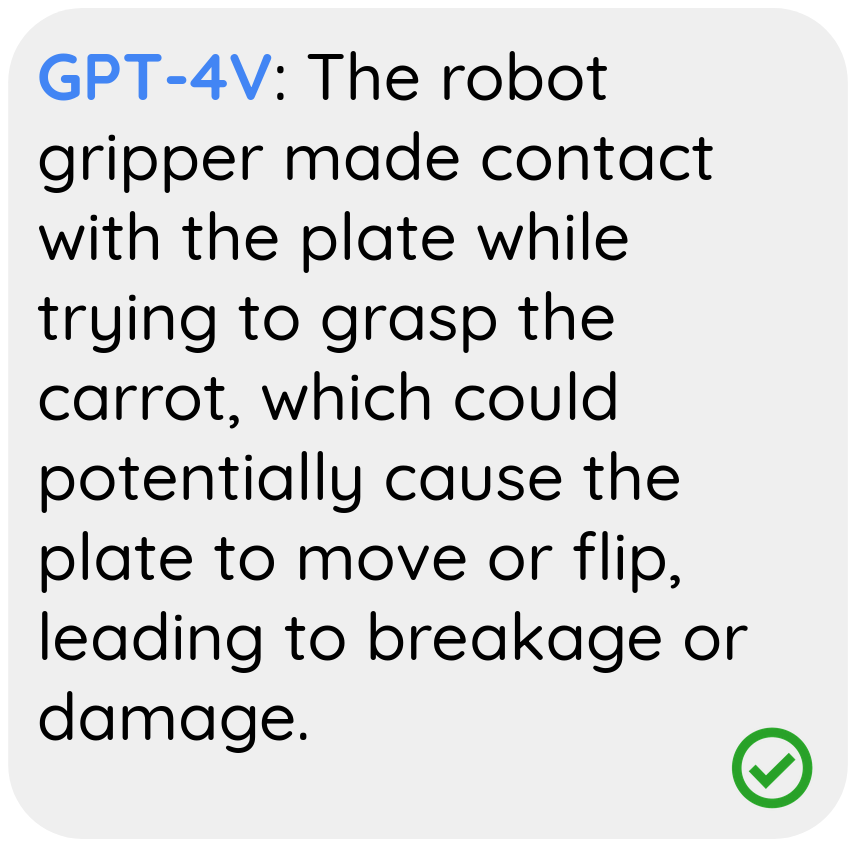 GPT-4V: The robot
gripper made contact
with the plate while
trying to grasp the
carrot, which could
potentially cause the
plate to move or flip,
leading to breakage or
damage.